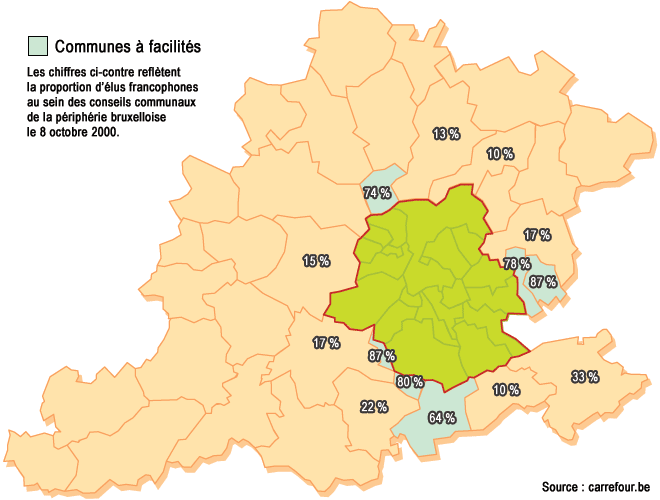 Communes à facilités
Les chiffres ci-contre reflètent
la proportion d'élus francophones
au sein des conseils communaux
de la périphérie bruxelloise
le 8 octobre 2000.
13 %
10 %
74 %
17 %
15 %
78 %
87 %
17 %
87 %
80 %
33 %
10 %
22 %
64 %
Source : carrefour.be